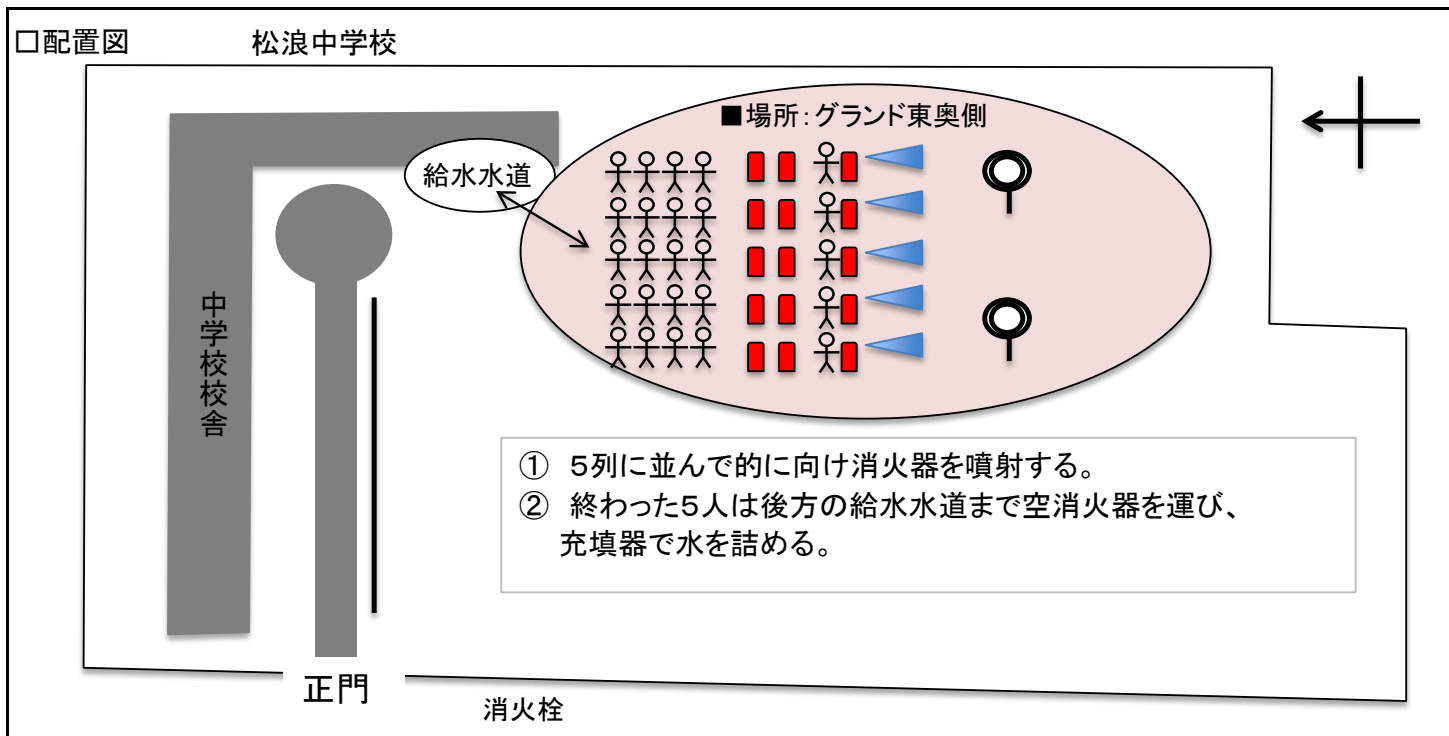 □配置図 松浪中学校
■場所：グランド東奥側
給水水道
中学校校舎
① ５列に並んで的に向け消火器を噴射する。
② 終わった５人は後方の給水水道まで空消火器を運び、
充填器で水を詰める。
正門
消火栓